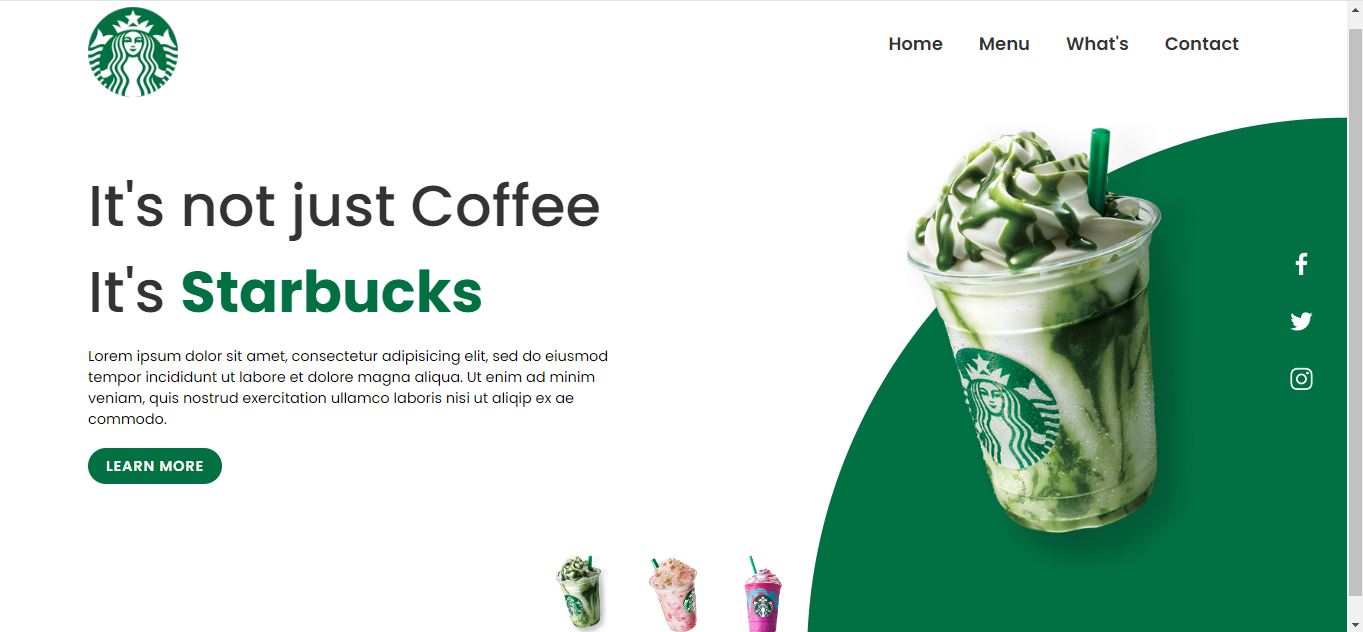 Home Menu What's Contact
It's not just Coffee
It's Starbucks
Lorem ipsum dolor sit amet, consectetur adipisicing elit, sed do eiusmod
tempor incididunt ut labore et dolore magna aliqua. Ut enim ad minim
veniam, quis nostrud exercitation ullamco laboris nisi ut aliqip ex ae
commodo.
LEARN MORE